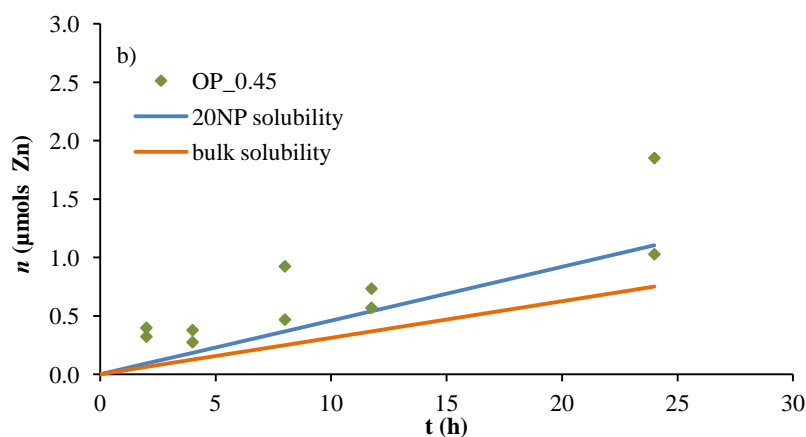 3.0
b)
OP_0.45
2.5
20NP solubility
2.0
bulk solubility
1.5
1.0
0.5
0.0
n (µmols Zn)
0 5 10 15 20 25 30
t (h)